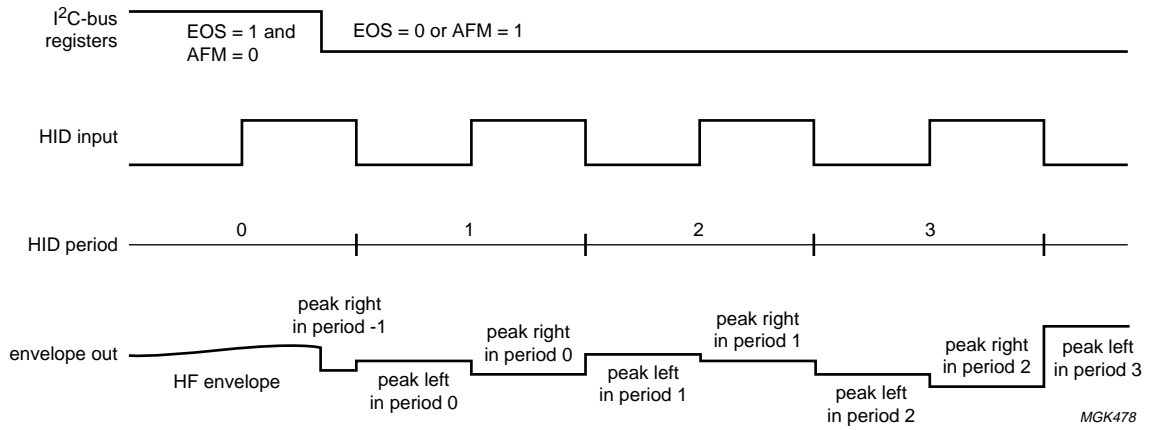 I²C-bus
registers
EOS = 1 and
AFM = 0
EOS = 0 or AFM = 1
HID input
HID period
0
1
2
3
envelope out
HF envelope
peak right
in period -1
peak left
in period 0
peak right
in period 0
peak left
in period 1
peak right
in period 1
peak left
in period 2
peak right
in period 2
peak left
in period 3
MGK478